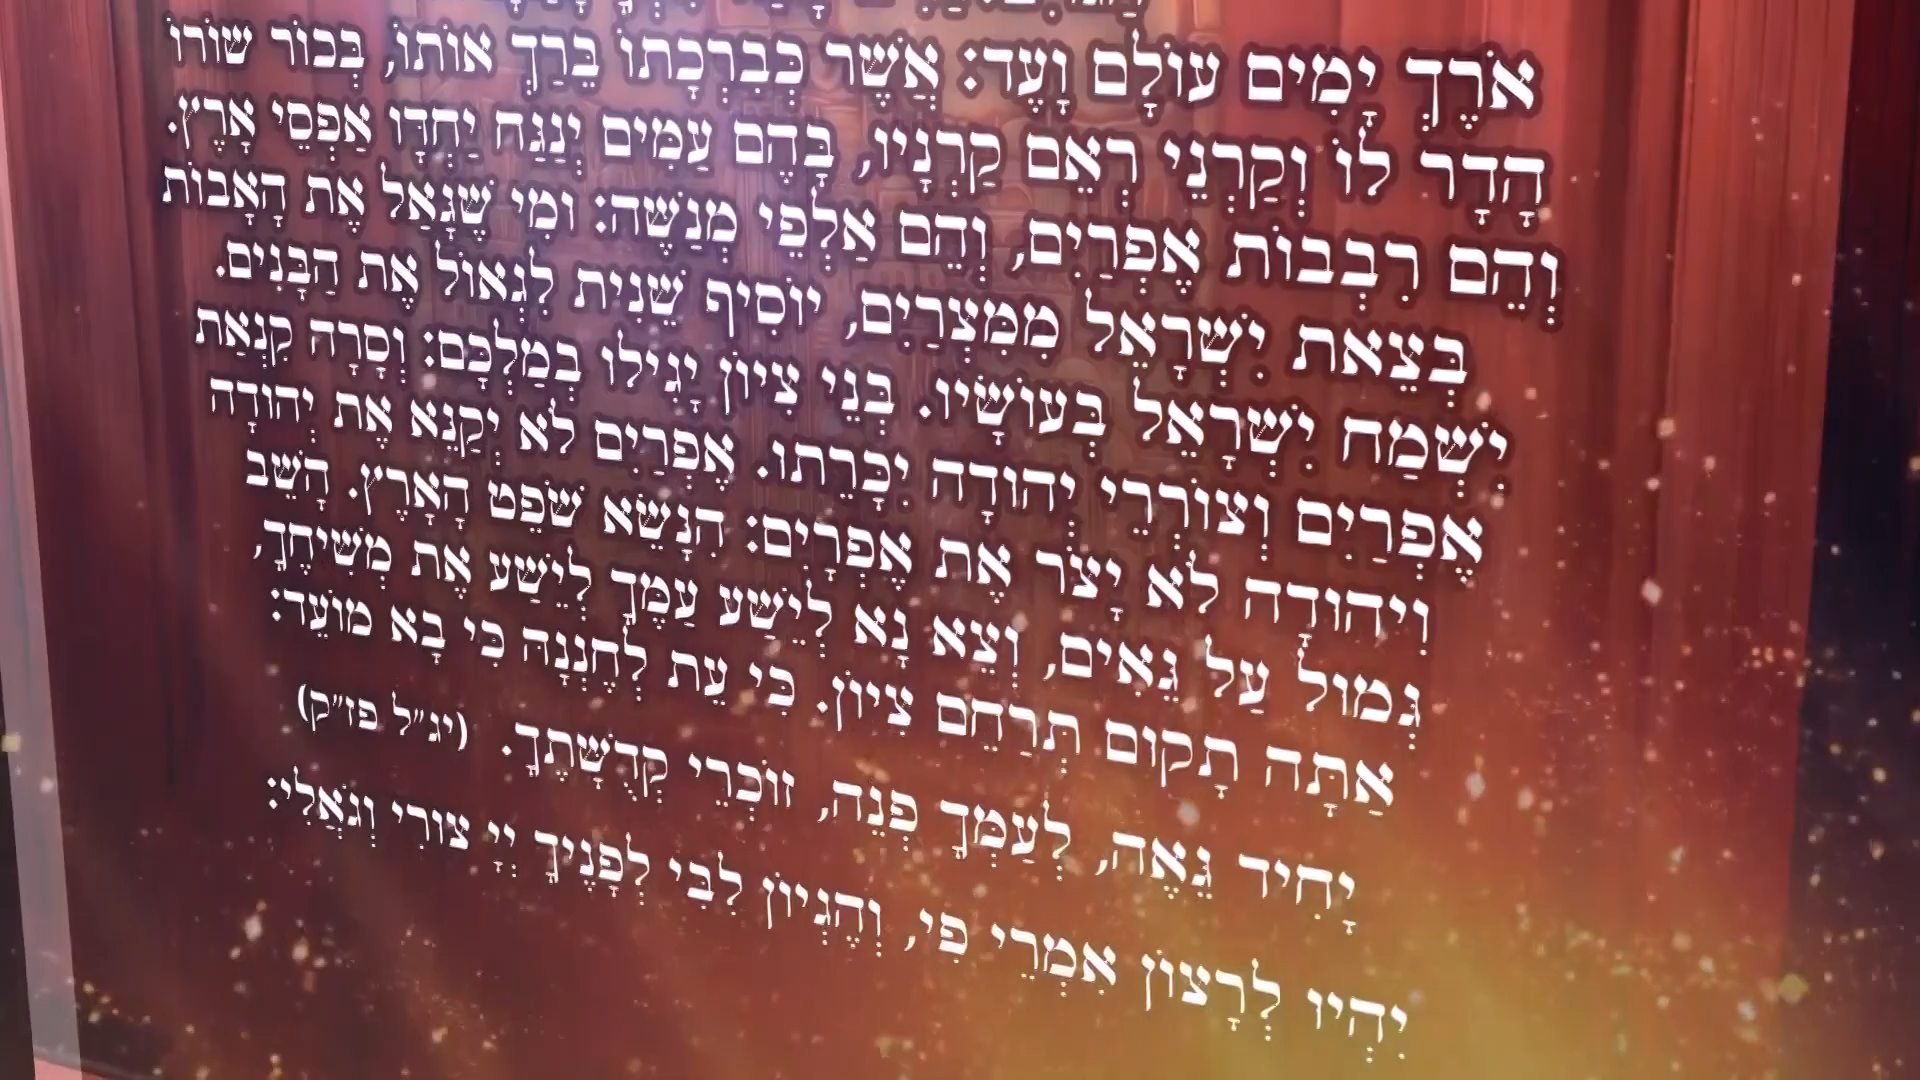 אֹרֶךְ יָמִים עוֹלָם וָעֶד: אֲשֶׁר כְּבִרְכָתוֹ בֵּרַךְ אוֹתוֹ, בְּכוֹר שׁוֹרוֹ
הָדָר לוֹ וְקַרְנֵי רְאֵם קַרְנָיו, בָּהֶם עַמִּים יְנַגַּח יַחְדָּו אַפְסֵי אָרֶץ.
וְהֵם רִבְבוֹת אֶפְרַיִם, וְהֵם אַלְפֵי מְנַשֶּׁה: וּמִי שֶׁגָּאַל אֶת הָאָבוֹת
בְּצֵאת יִשְׂרָאֵל מִמִּצְרַיִם, יוֹסִיף שֵׁנִית לִגְאוֹל אֶת הַבָּנִים.
יִשְׂמַח יִשְׂרָאֵל בְּעוֹשָׂיו. בְּנֵי צִיּוֹן יָגִילוּ בְמַלְכָּם: וְסָרָה קִנְאַת
אֶפְרַיִם וְצוֹרְרֵי יְהוּדָה יִכָּרֵתוּ. אֶפְרַיִם לֹא יְקַנֵּא אֶת יְהוּדָה
וִיהוּדָה לֹא יָצֹר אֶת אֶפְרָיִם: הִנָּשֵׂא שֹׁפֵט הָאָרֶץ. הָשֵׁב
גְּמוּל עַל גֵּאִים, וְצֵא נָא לְיֵשַׁע עַמֶּךָ לְיֵשַׁע אֶת מְשִׁיחֶךָ,
אַתָּה תָקוּם תְּרַחֵם צִיּוֹן. כִּי עֵת לְחֶנְנָהּ כִּי בָא מוֹעֵד:
יָחִיד גֵּאֶה, לְעַמְּךָ פְּנֵה, זוֹכְרֵי קְדֻשָּׁתֶךָ. (יג״ל פז״ק)
יִהְיוּ לְרָצוֹן אִמְרֵי פִי, וְהֶגְיוֹן לִבִּי לְפָנֶיךָ יְיָ צוּרִי וְגֹאֲלִי: